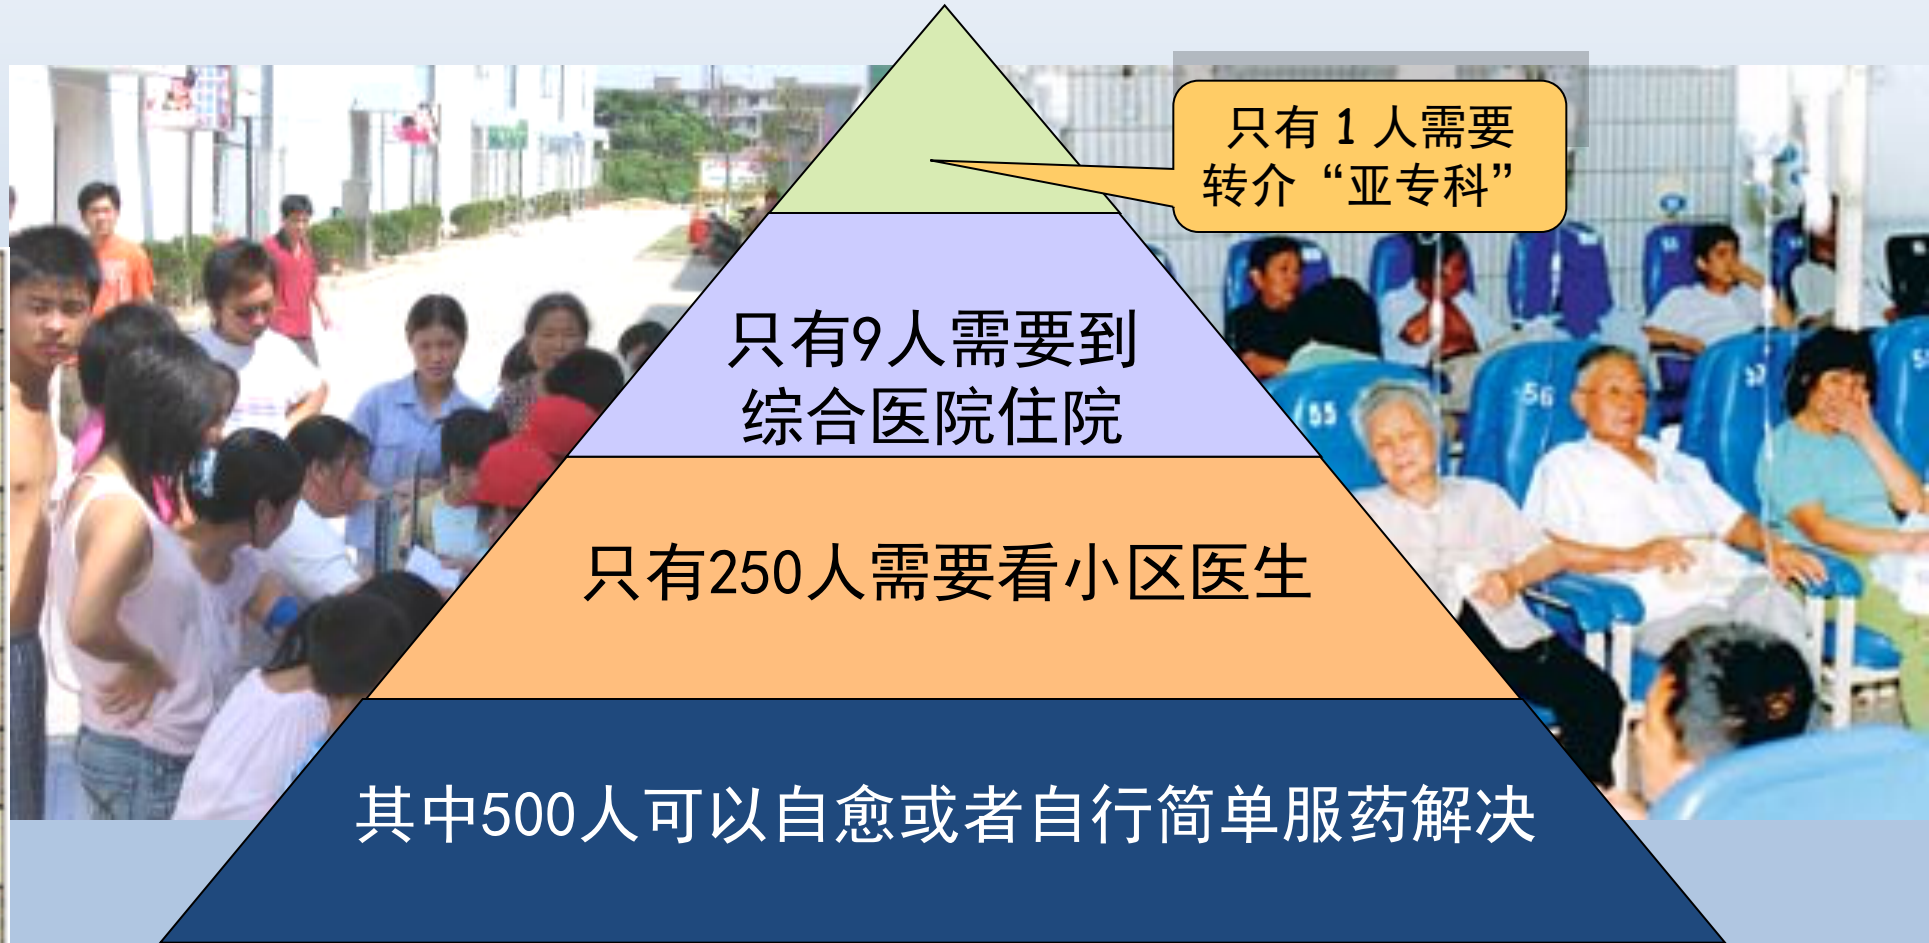 只有 1 人需要
转介“亚专科”
只有9人需要到
综合医院住院
55
56
只有250人需要看小区医生
其中500人可以自愈或者自行简单服药解决